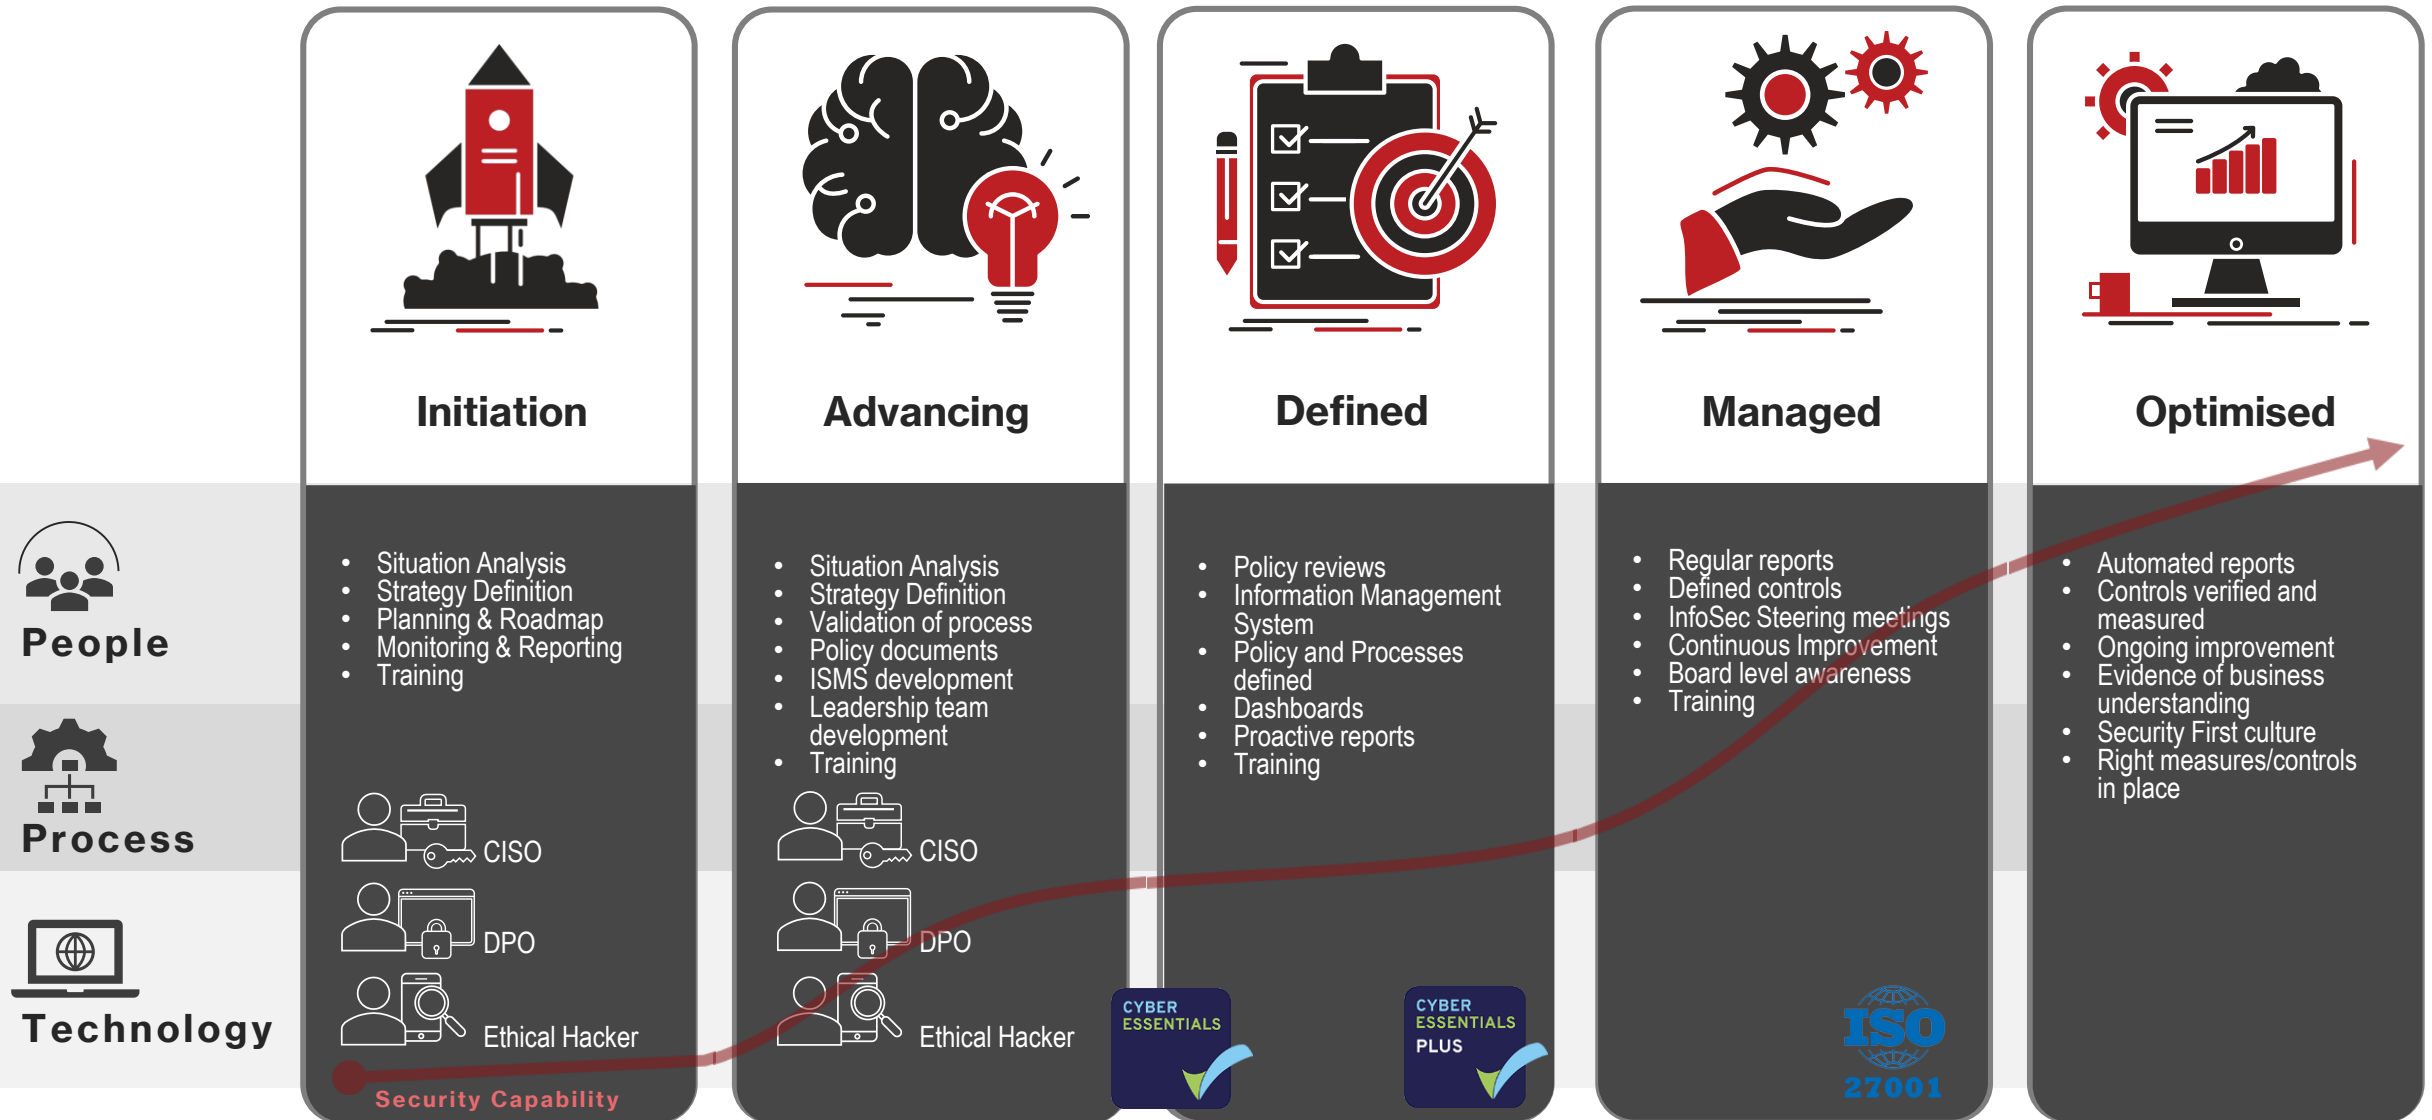 Initiation
Advancing
Defined
Managed
Optimised
People
Process
Technology
• Situation Analysis
• Strategy Definition
• Planning & Roadmap
• Monitoring & Reporting
• Training
CISO
DPO
Ethical Hacker
Security Capability
• Situation Analysis
• Strategy Definition
• Validation of process
• Policy documents
• ISMS development
• Leadership team
development
• Training
CISO
DPO
Ethical Hacker
CYBER
ESSENTIALS
• Policy reviews
• Information Management
System
• Policy and Processes
defined
• Dashboards
• Proactive reports
• Training
CYBER
ESSENTIALS
PLUS
• Regular reports
• Defined controls
• InfoSec Steering meetings
• Continuous Improvement
• Board level awareness
• Training
ISO
27001
• Automated reports
• Controls verified and
measured
• Ongoing improvement
• Evidence of business
understanding
• Security First culture
• Right measures/controls
in place